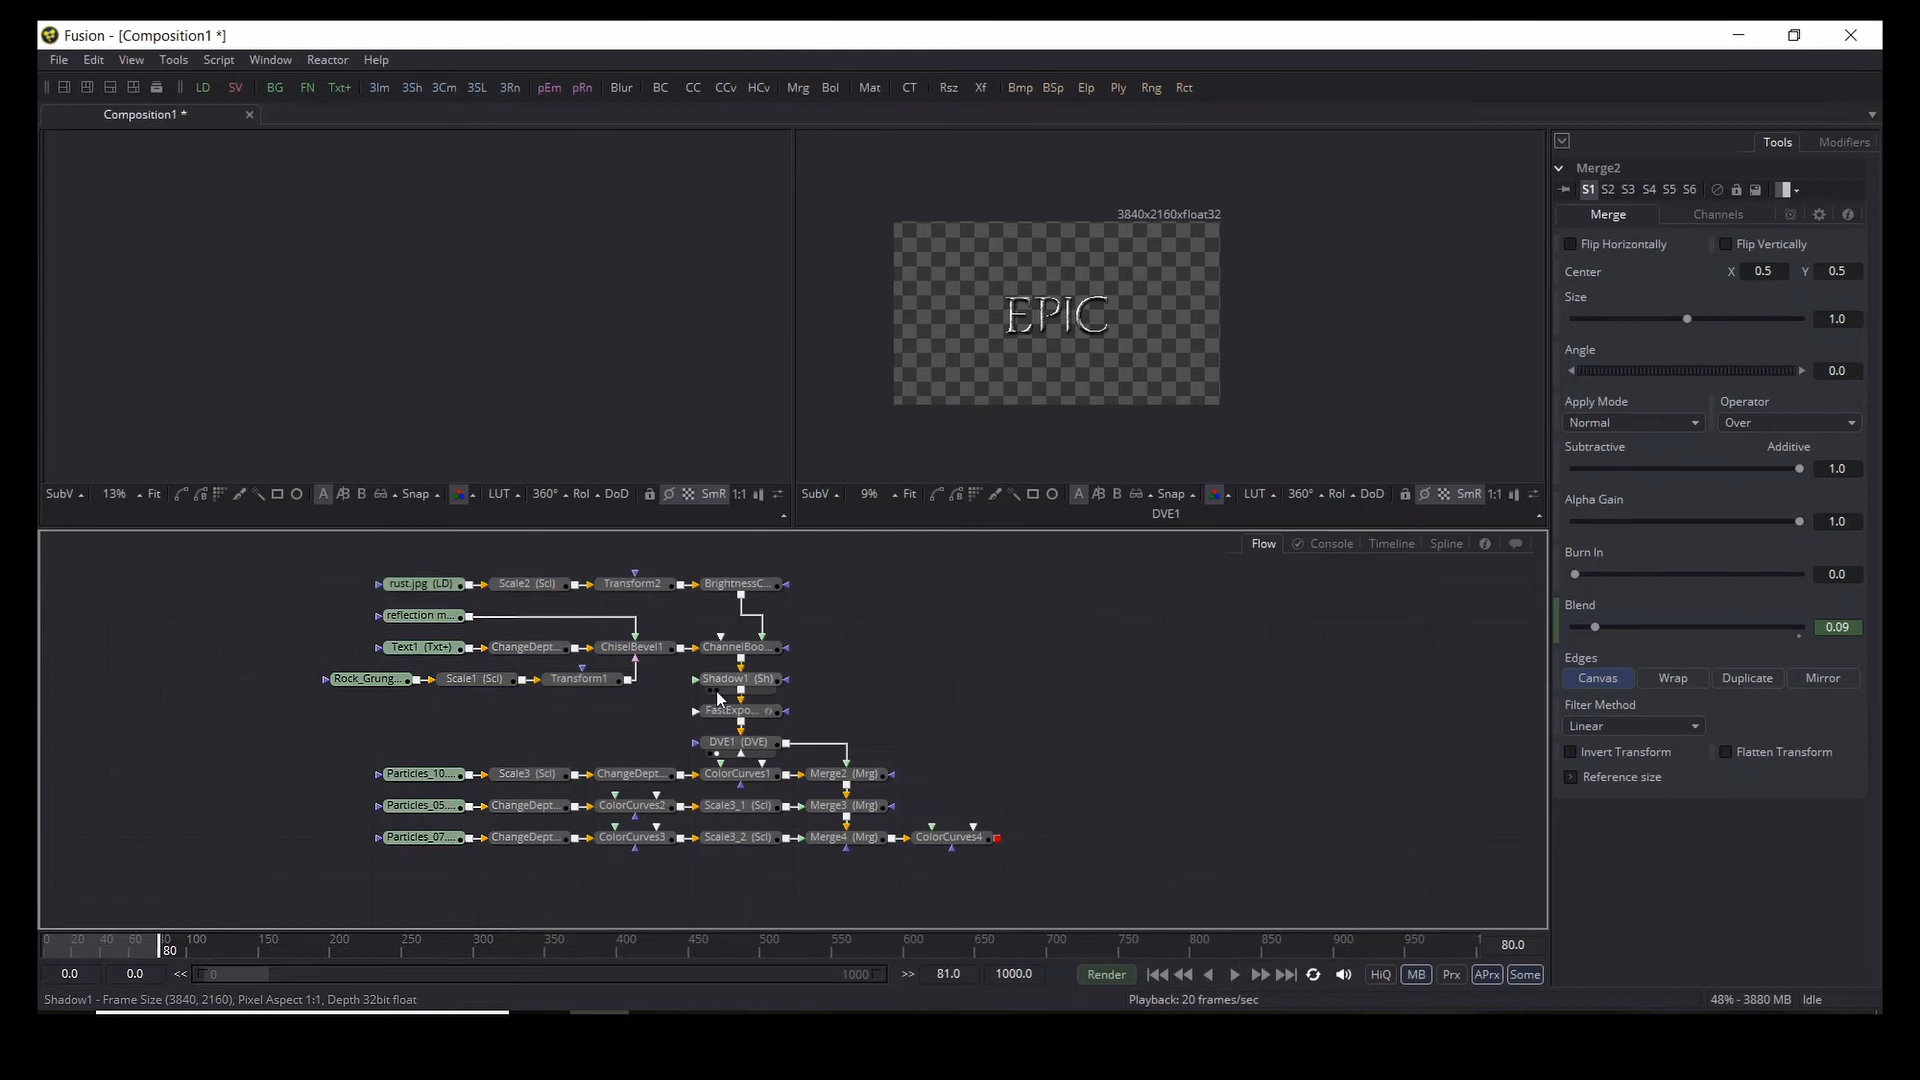 Fusion - [Composition1 *]
File Edit View Tools Script Window Reactor Help
LD SV BG FN Txt+ 3Im 3Sh 3Cm 3SL 3Rn pEm pRn Blur BC CC CCv HCv Mrg Bol Mat CT Rsz Xf Bmp BSp Elp Ply Rng Rct
Composition1 *
Tools Modifiers
Merge2
S1 S2 S3 S4 S5 S6
Merge Channels
Flip Horizontally Flip Vertically
Center X 0.5 Y 0.5
Size
1.0
Angle
0.0
Apply Mode Operator
Normal Over
Subtractive Additive
1.0
Alpha Gain
1.0
Burn In
0.0
Blend
0.09
Edges
Canvas Wrap Duplicate Mirror
Filter Method
Linear
Invert Transform Flatten Transform
Reference size
3840x2160xfloat32
EPIC
SubV 13% Fit A A/B B Snap LUT 360° RoI DoD SmR 1:1
SubV 9% Fit A A/B B Snap LUT 360° RoI DoD SmR 1:1
DVE1
Flow Console Timeline Spline
rust.jpg (LD) Scale2 (Scl) Transform2 BrightnessC...
reflection m...
Text1 (Txt+) ChangeDept... ChiselBevel1 ChannelBoo...
Rock_Grung... Scale1 (Scl) Transform1 Shadow1 (Sh)
FastExpo...
DVE1 (DVE)
Particles_10.... Scale3 (Scl) ChangeDept... ColorCurves1 Merge2 (Mrg)
Particles_05.... ChangeDept... ColorCurves2 Scale3_1 (Scl) Merge3 (Mrg)
Particles_07.... ChangeDept... ColorCurves3 Scale3_2 (Scl) Merge4 (Mrg) ColorCurves4
0 20 40 60 80 100 150 200 250 300 350 400 450 500 550 600 650 700 750 800 850 900 950
80 80.0
0.0 0.0 << 0 1000 >> 81.0 1000.0 Render HiQ MB Prx APrx Some
Shadow1 - Frame Size (3840, 2160), Pixel Aspect 1:1, Depth 32bit float Playback: 20 frames/sec 48% - 3880 MB Idle